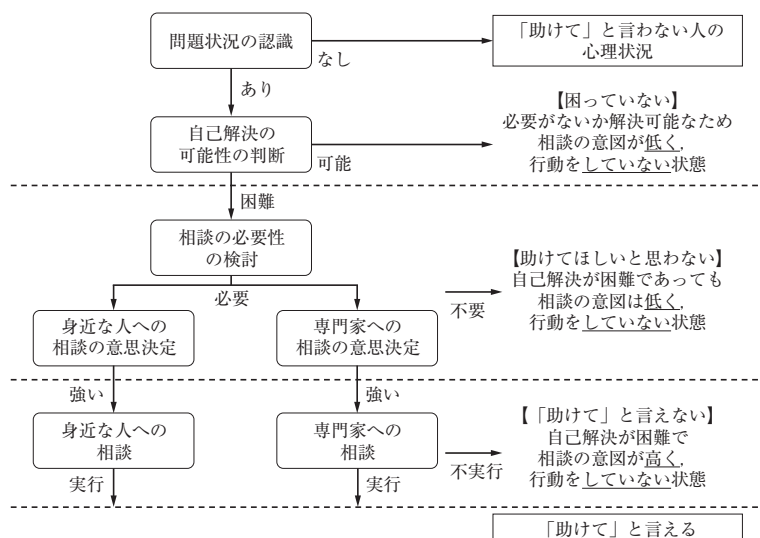 問題状況の認識
なし
「助けて」と言わない人の
心理状況
あり
自己解決の
可能性の判断
可能
【困っていない】
必要がないか解決可能なため
相談の意図が低く,
行動をしていない状態
困難
相談の必要性
の検討
必要
不要
【助けてほしいと思わない】
自己解決が困難であっても
相談の意図は低く,
行動をしていない状態
身近な人への
相談の意思決定
専門家への
相談の意思決定
強い
強い
身近な人への
相談
専門家への
相談
不実行
【「助けて」と言えない】
自己解決が困難で
相談の意図が高く,
行動をしていない状態
実行
実行
「助けて」と言える